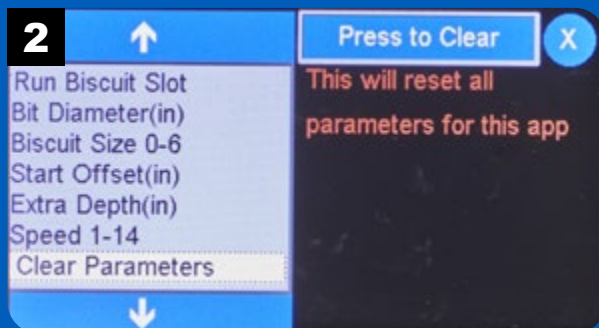 2
Run Biscuit Slot
Bit Diameter(in)
Biscuit Size 0-6
Start Offset(in)
Extra Depth(in)
Speed 1-14
Clear Parameters
Press to Clear
X
This will reset all
parameters for this app